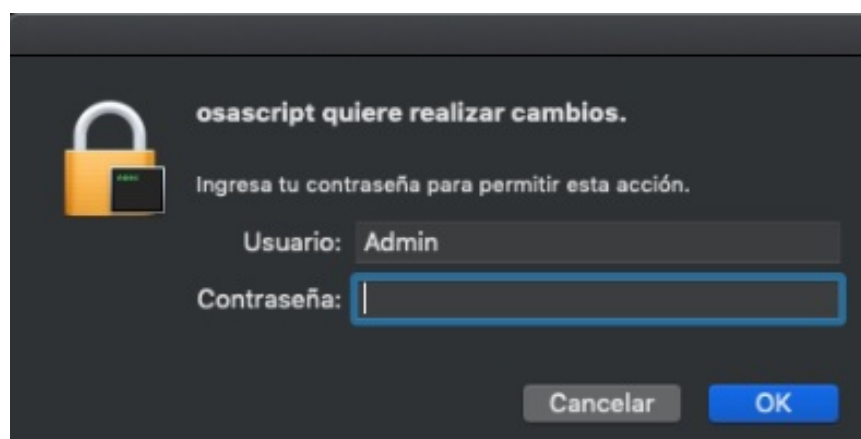 osascript quiere realizar cambios.
Ingresa tu contraseña para permitir esta acción.
Usuario: Admin
Contraseña:
Cancelar OK